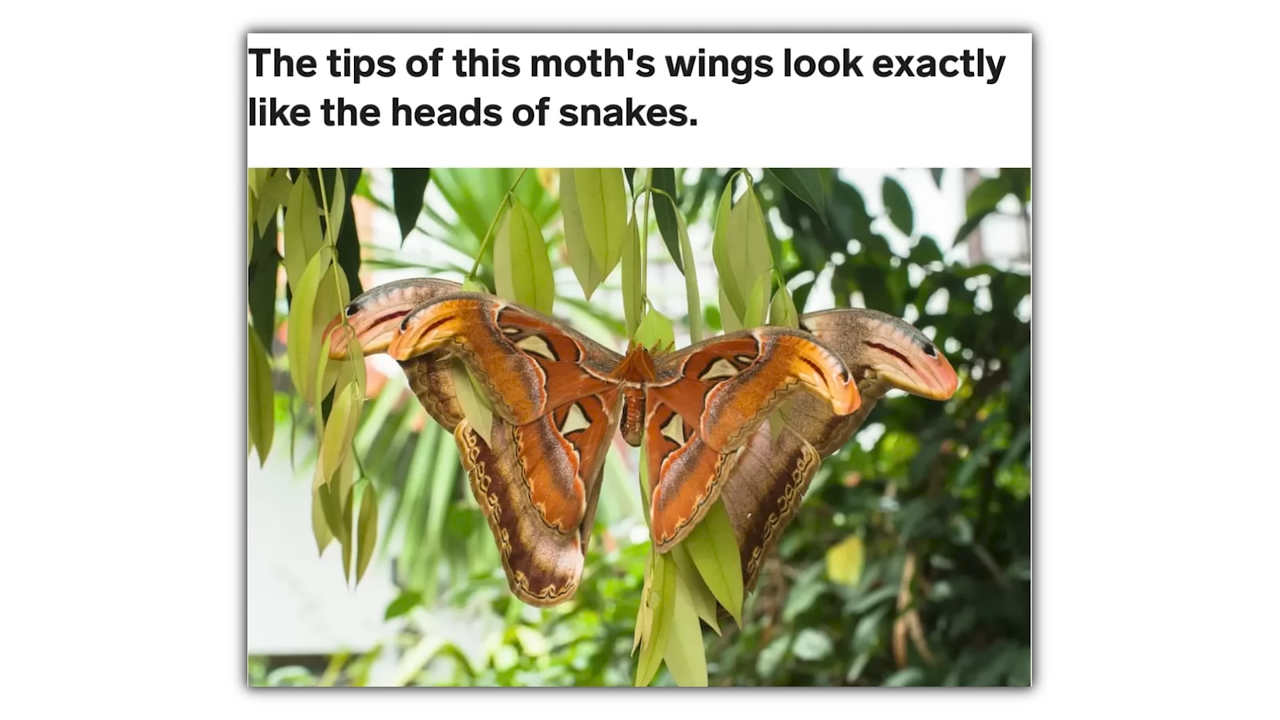 The tips of this moth's wings look exactly
like the heads of snakes.